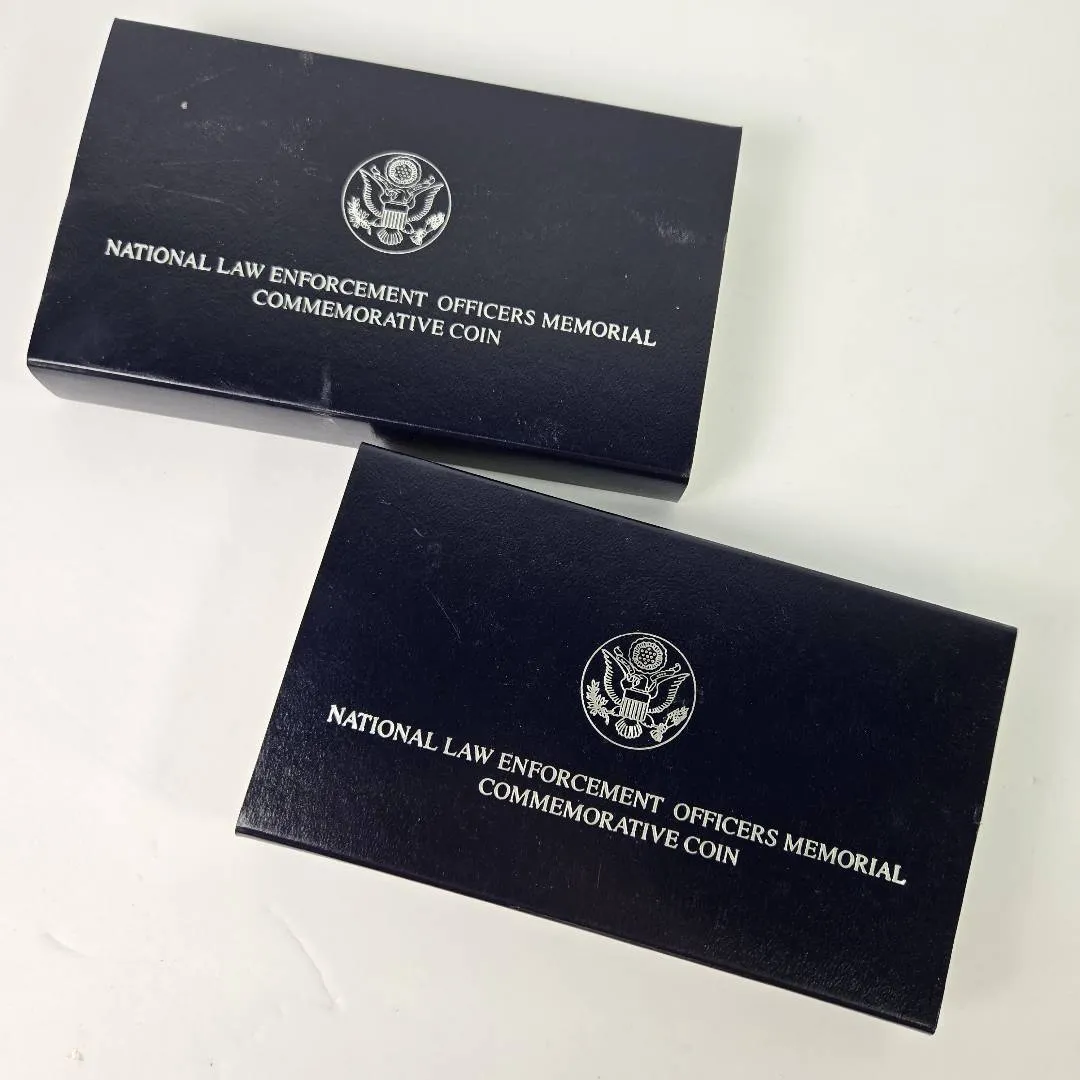 NATIONAL LAW ENFORCEMENT OFFICERS MEMORIAL
COMMEMORATIVE COIN
NATIONAL LAW ENFORCEMENT OFFICERS MEMORIAL
COMMEMORATIVE COIN